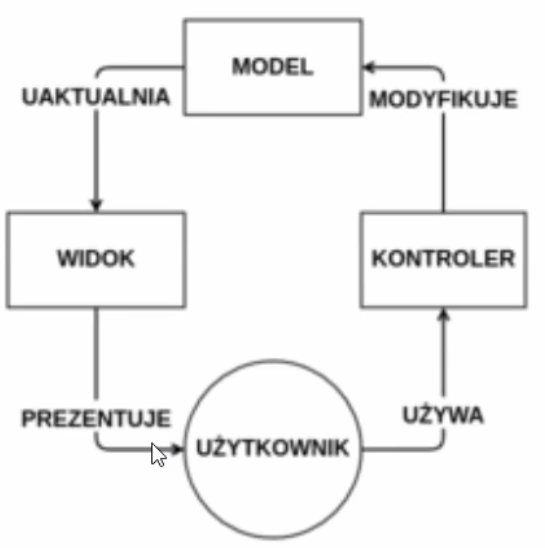 MODEL
UAKTUALNIA
MODYFIKUJE
WIDOK
KONTROLER
PREZENTUJE
UŻYWA
UŻYTKOWNIK